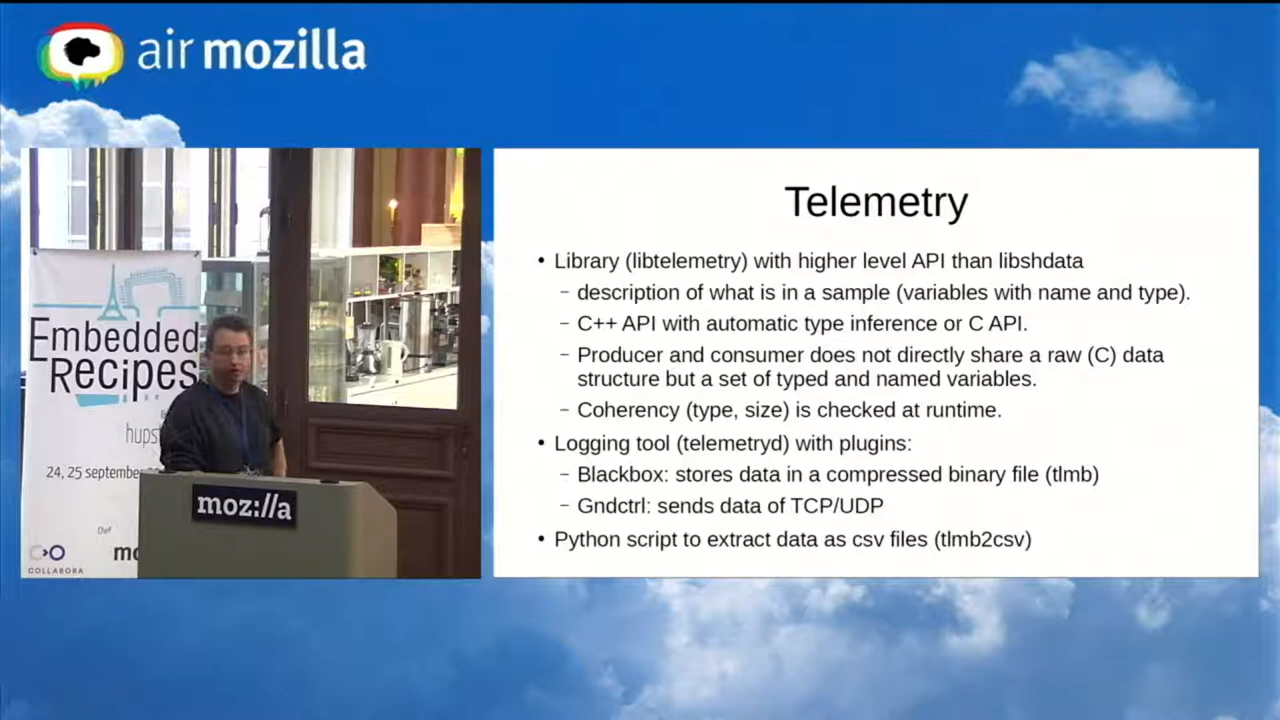 air mozilla
Embedded
Recipes
hups
24, 25 september
moz://a
COLLABORA
Telemetry
• Library (libtelemetry) with higher level API than libshdata
– description of what is in a sample (variables with name and type).
– C++ API with automatic type inference or C API.
– Producer and consumer does not directly share a raw (C) data
structure but a set of typed and named variables.
– Coherency (type, size) is checked at runtime.
• Logging tool (telemetryd) with plugins:
– Blackbox: stores data in a compressed binary file (tlmb)
– Gndctrl: sends data of TCP/UDP
• Python script to extract data as csv files (tlmb2csv)